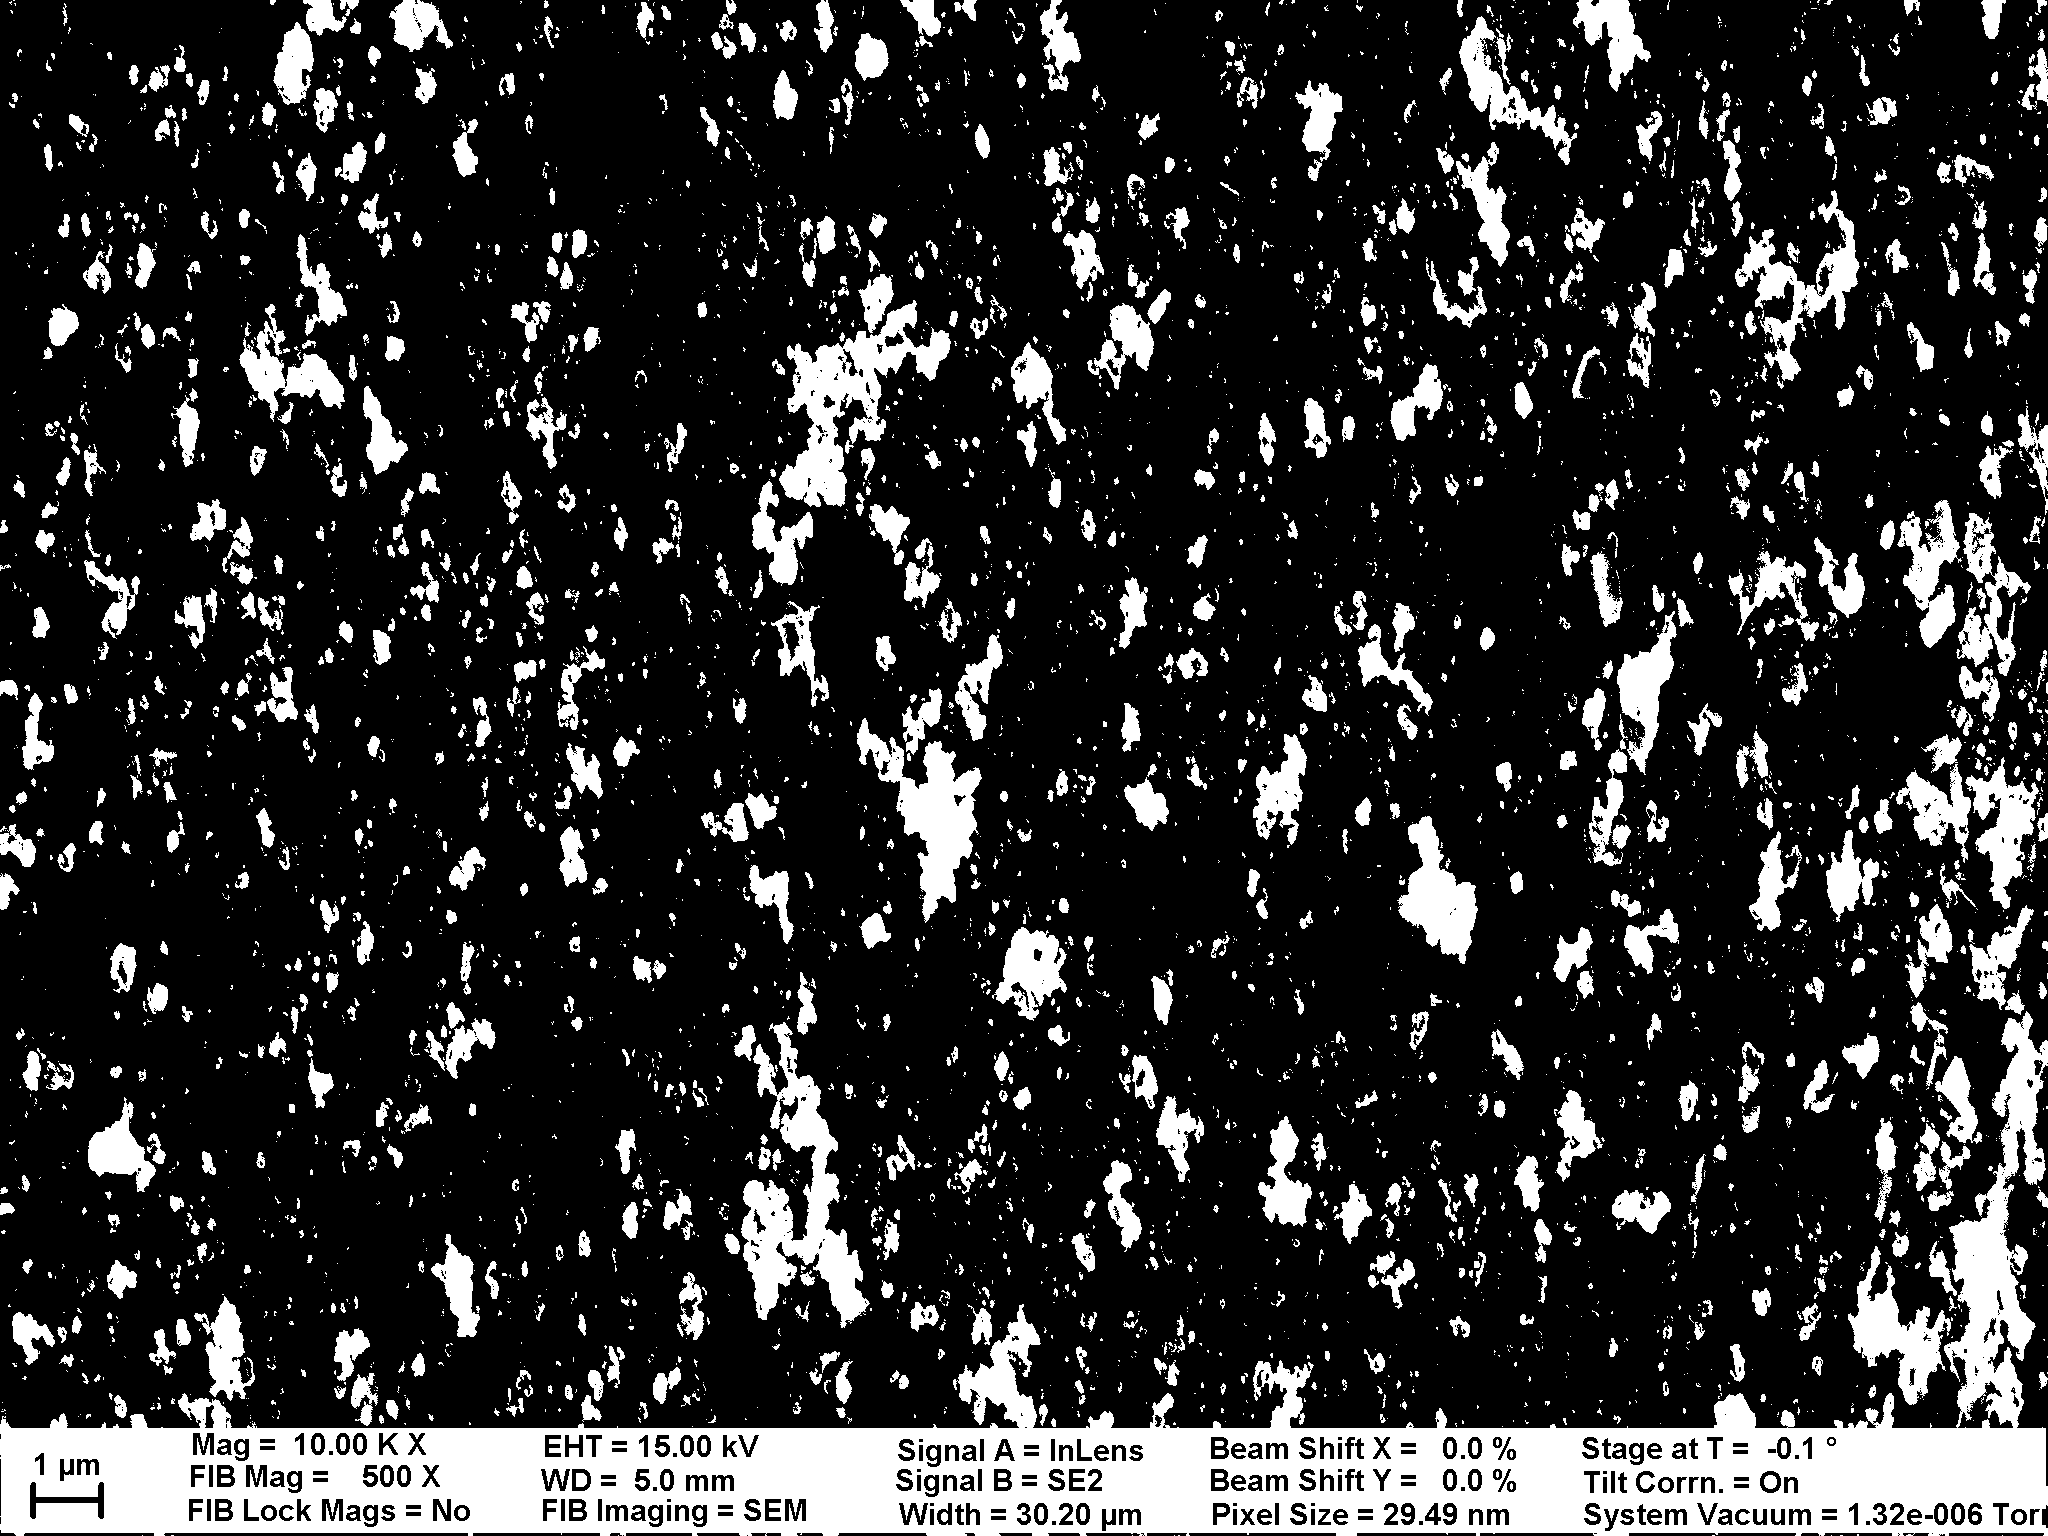 1 µm
Mag = 10.00 K X
FIB Mag = 500 X
FIB Lock Mags = No
EHT = 15.00 kV
WD = 5.0 mm
FIB Imaging = SEM
Signal A = InLens
Signal B = SE2
Width = 30.20 µm
Beam Shift X = 0.0 %
Beam Shift Y = 0.0 %
Pixel Size = 29.49 nm
Stage at T = -0.1 °
Tilt Corrn. = On
System Vacuum = 1.32e-006 Torr